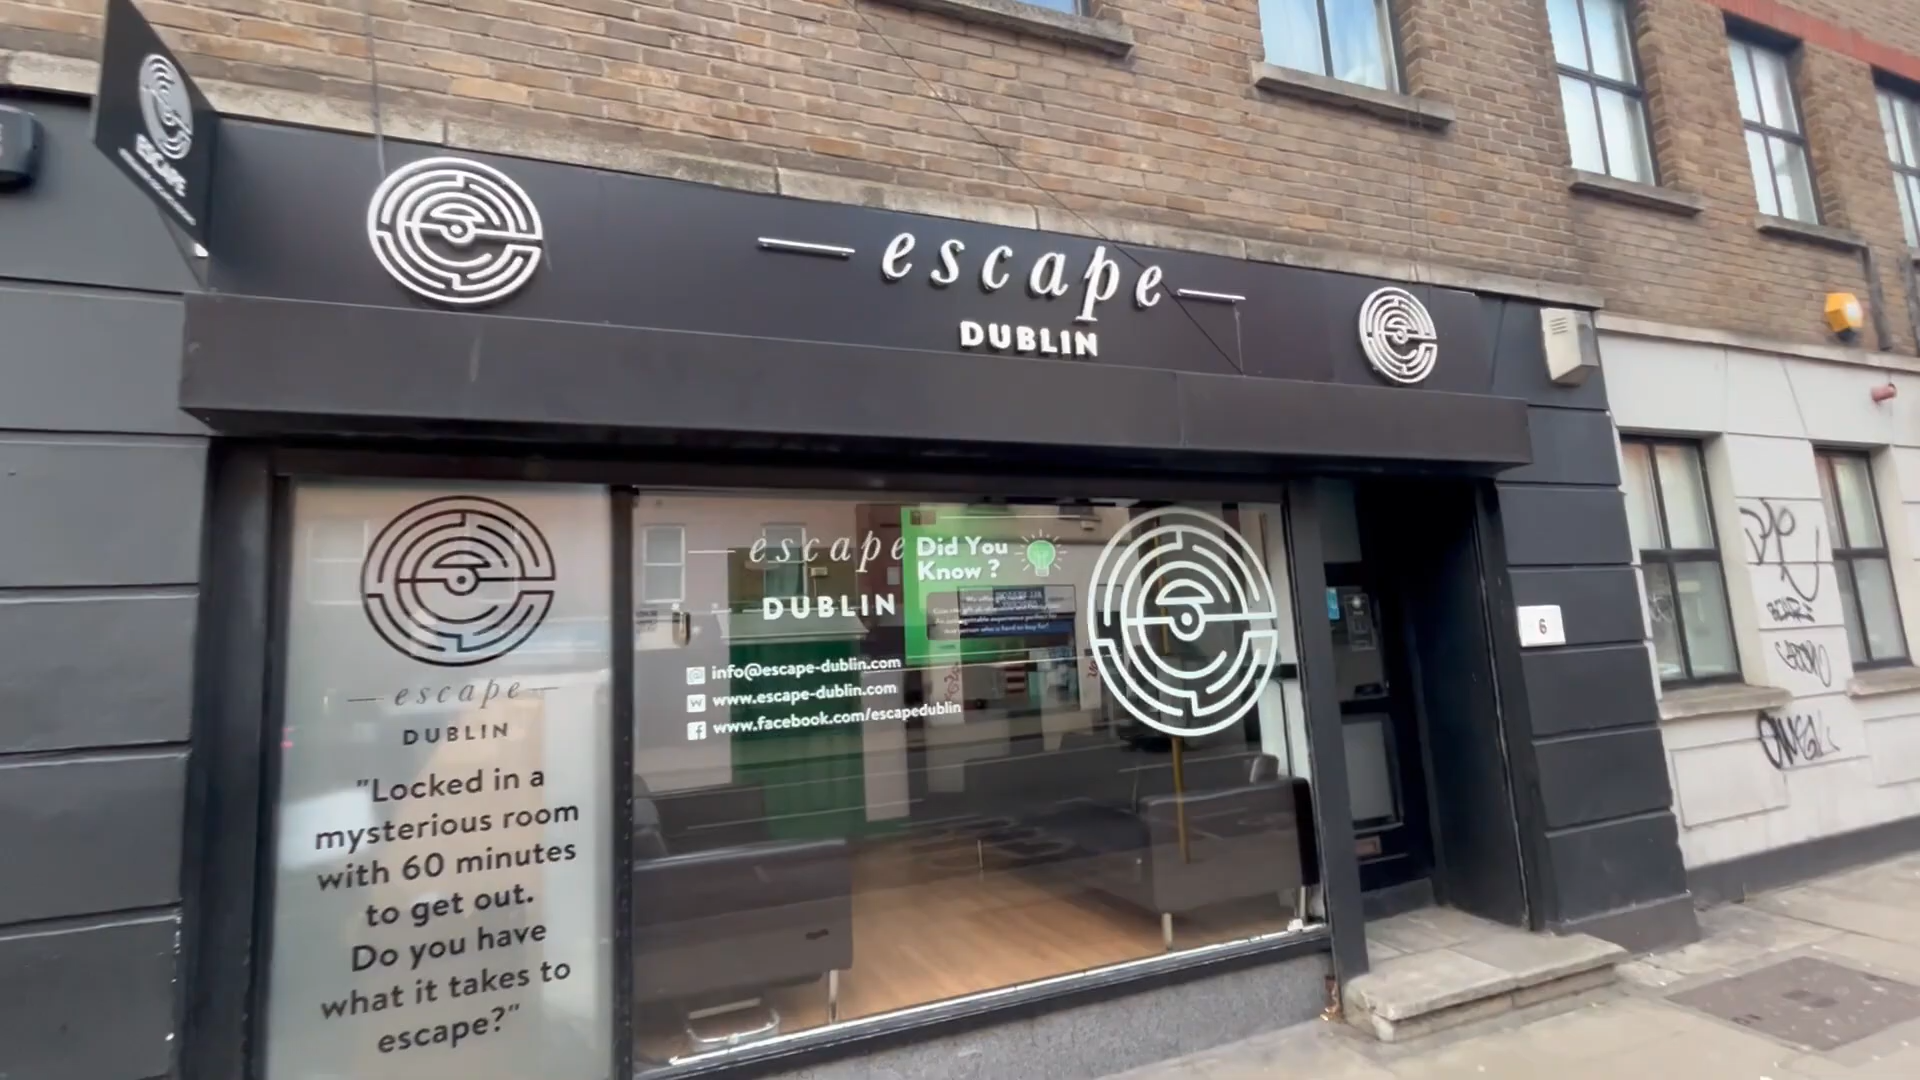 ESCAPE
escape
DUBLIN
escape
DUBLIN
"Locked in a
mysterious room
with 60 minutes
to get out.
Do you have
what it takes to
escape?"
escape
DUBLIN
info@escape-dublin.com
www.escape-dublin.com
www.facebook.com/escapedublin
Did You
Know ?
6